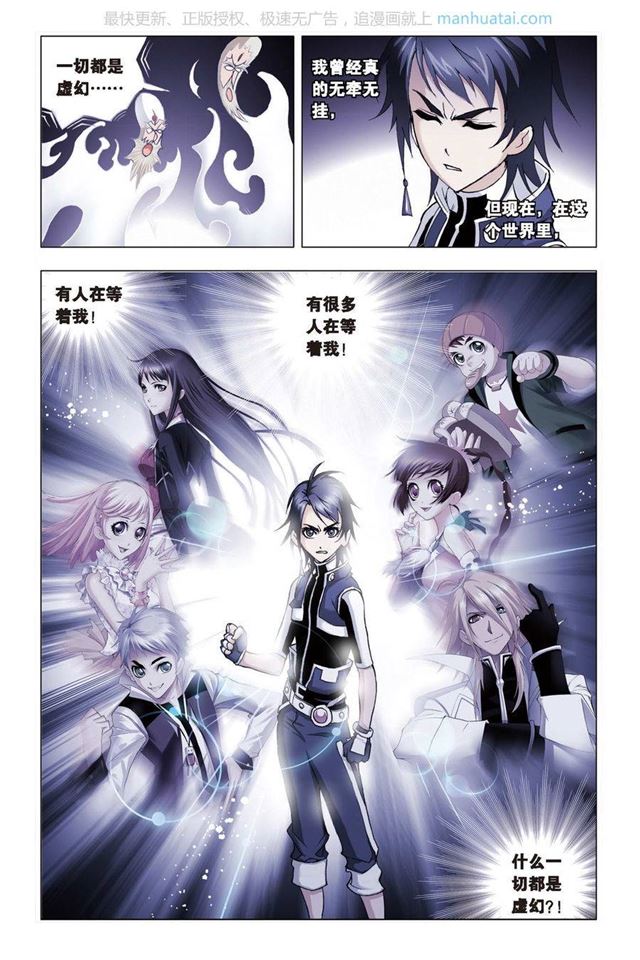 最快更新、正版授权、极速无广告，追漫画就上 manhuatai.com
一切都是
虚幻……
我曾经真
的无牵无
挂，
但现在，在这
个世界里，
有人在等
着我！
有很多
人在等
着我！
什么一
切都是
虚幻?!